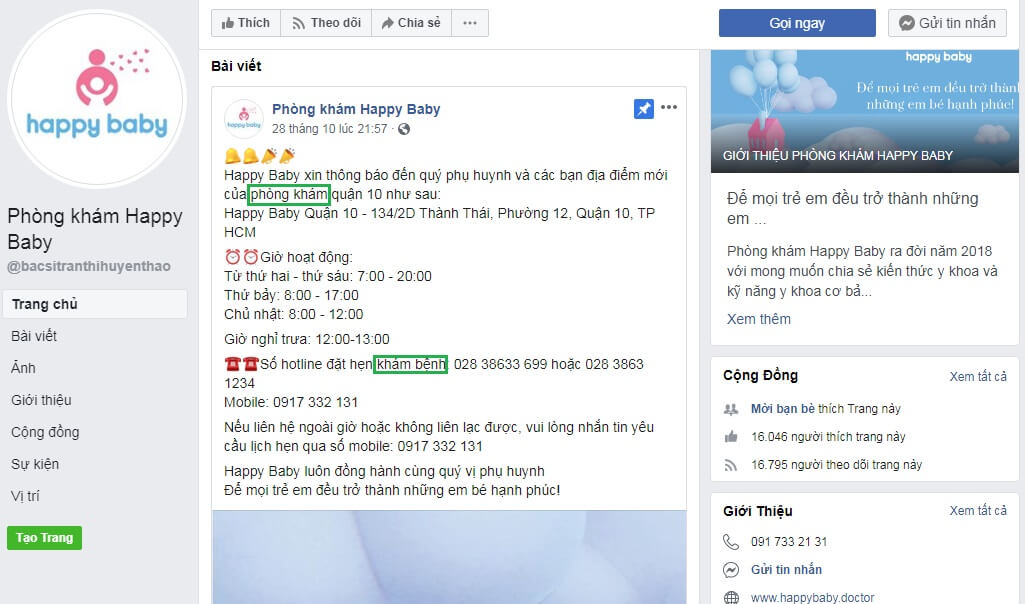 happy baby
Phòng khám Happy
Baby
@bacsitranthihuyenthao
Trang chủ
Bài viết
Ảnh
Giới thiệu
Cộng đồng
Sự kiện
Vị trí
Tạo Trang
Thích
Theo dõi
Chia sẻ
Gọi ngay
Gửi tin nhắn
Bài viết
happy baby
Phòng khám Happy Baby
28 tháng 10 lúc 21:57
Happy Baby xin thông báo đến quý phụ huynh và các bạn địa điểm mới
của phòng khám quận 10 như sau:
Happy Baby Quận 10 - 134/2D Thành Thái, Phường 12, Quận 10, TP
HCM
Giờ hoạt động:
Từ thứ hai - thứ sáu: 7:00 - 20:00
Thứ bảy: 8:00 - 17:00
Chủ nhật: 8:00 - 12:00
Giờ nghỉ trưa: 12:00-13:00
Số hotline đặt hẹn khám bệnh: 028 38633 699 hoặc 028 3863
1234
Mobile: 0917 332 131
Nếu liên hệ ngoài giờ hoặc không liên lạc được, vui lòng nhắn tin yêu
cầu lịch hẹn qua số mobile: 0917 332 131
Happy Baby luôn đồng hành cùng quý vị phụ huynh
Để mọi trẻ em đều trở thành những em bé hạnh phúc!
happy baby
Để mọi trẻ em đều trở thành
những em bé hạnh phúc!
GIỚI THIỆU PHÒNG KHÁM HAPPY BABY
Để mọi trẻ em đều trở thành những
em ...
Phòng khám Happy Baby ra đời năm 2018
với mong muốn chia sẻ kiến thức y khoa và
kỹ năng y khoa cơ bả...
Xem thêm
Cộng Đồng
Xem tất cả
Mời bạn bè thích Trang này
16.046 người thích trang này
16.795 người theo dõi trang này
Giới Thiệu
Xem tất cả
091 733 21 31
Gửi tin nhắn
www.happybaby.doctor